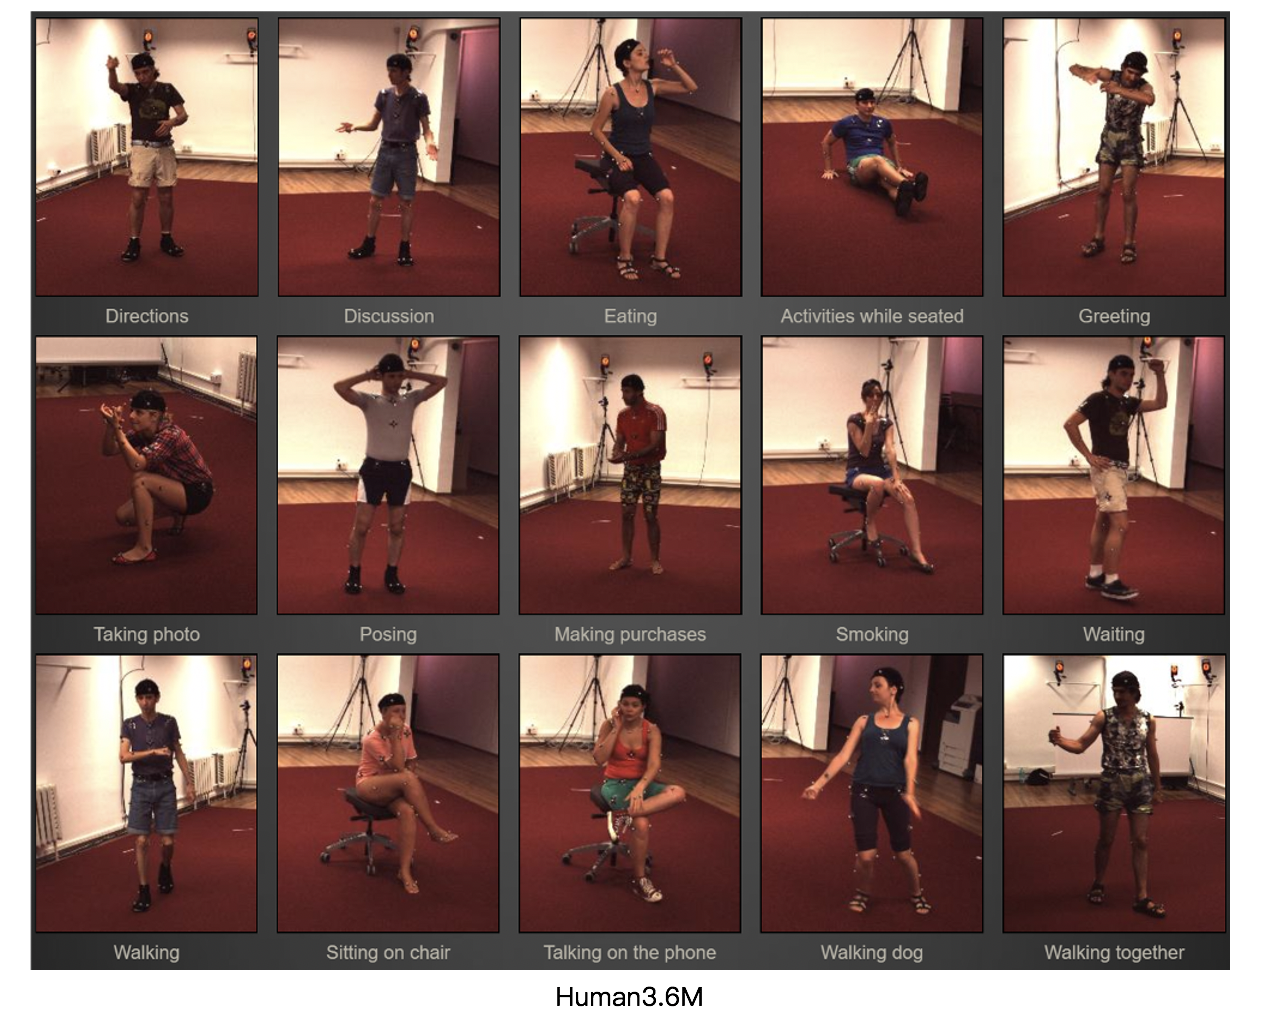 Directions
Discussion
Eating
Activities while seated
Greeting
Taking photo
Posing
Making purchases
Smoking
Waiting
Walking
Sitting on chair
Talking on the phone
Walking dog
Walking together
Human3.6M